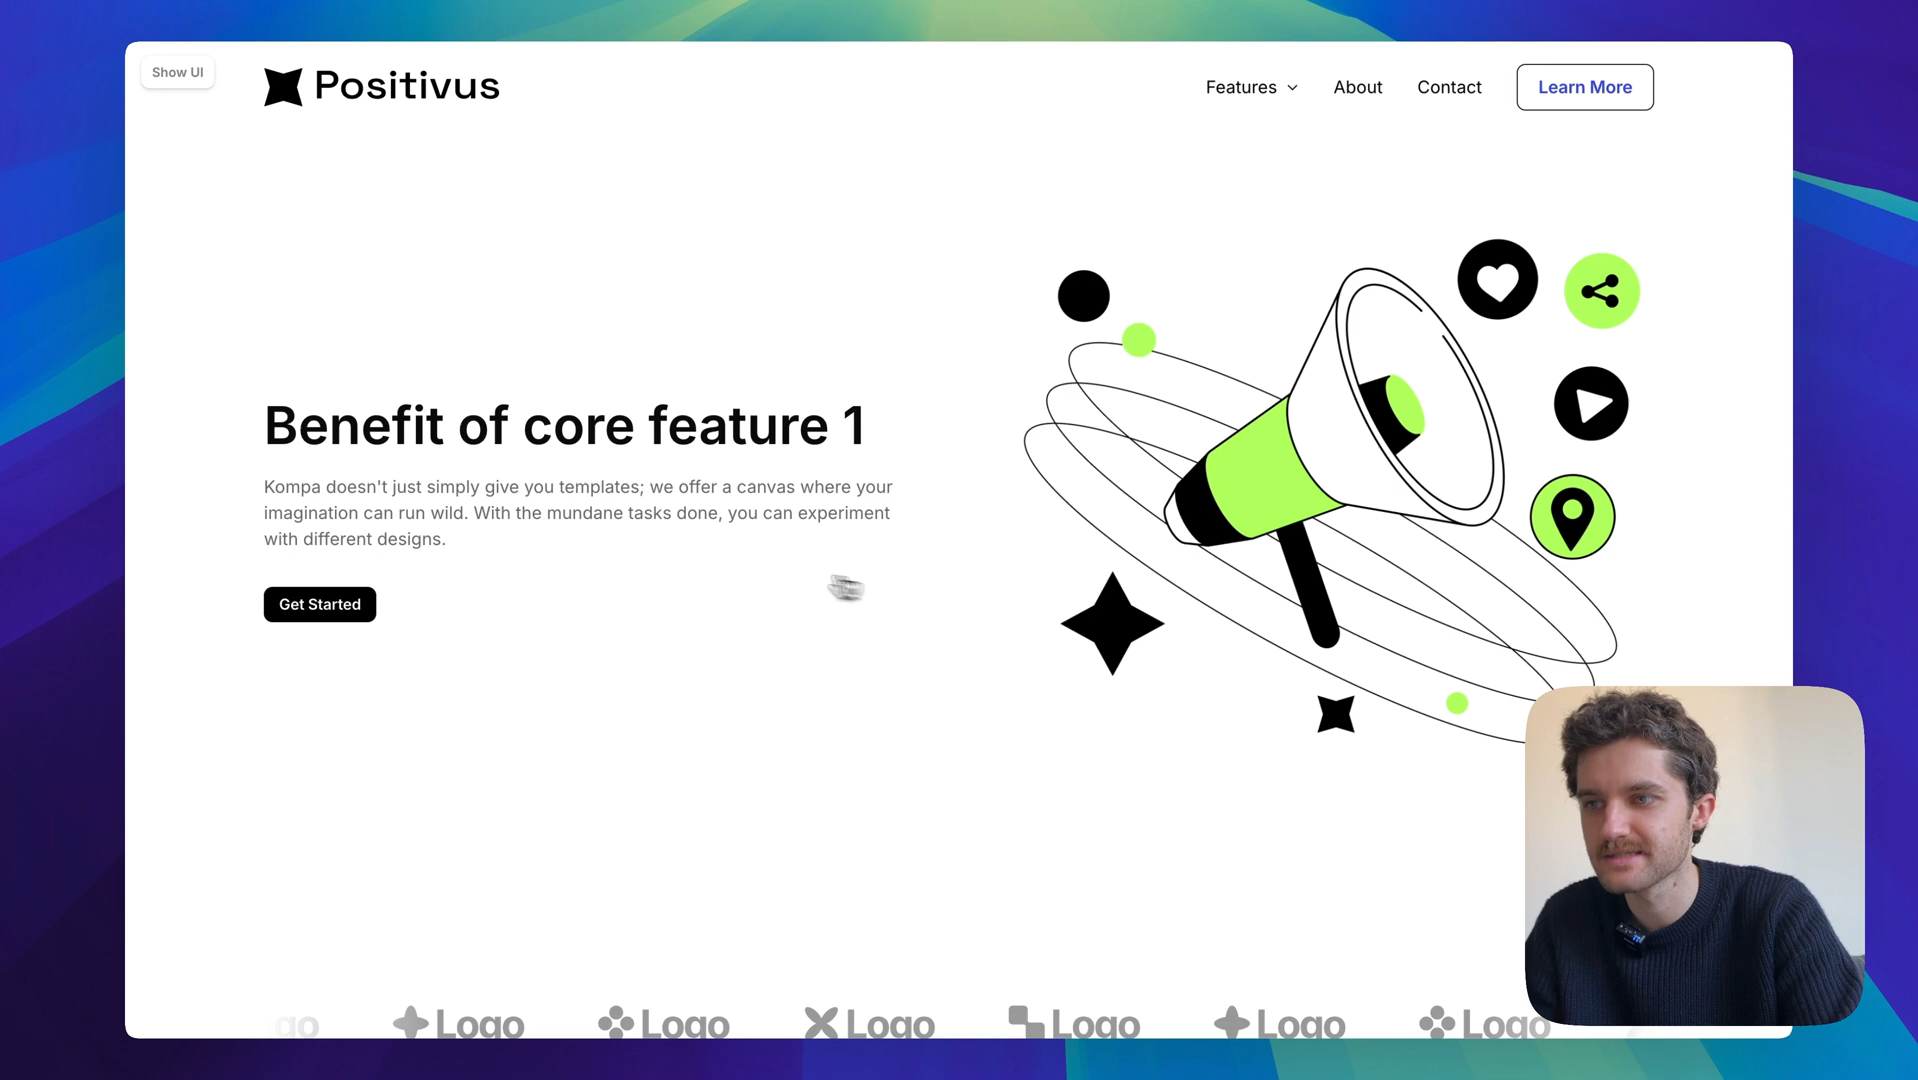 Show UI
Positivus
Features
About
Contact
Learn More
Benefit of core feature 1
Kompa doesn't just simply give you templates; we offer a canvas where your
imagination can run wild. With the mundane tasks done, you can experiment
with different designs.
Get Started
go Logo Logo Logo Logo Logo Logo